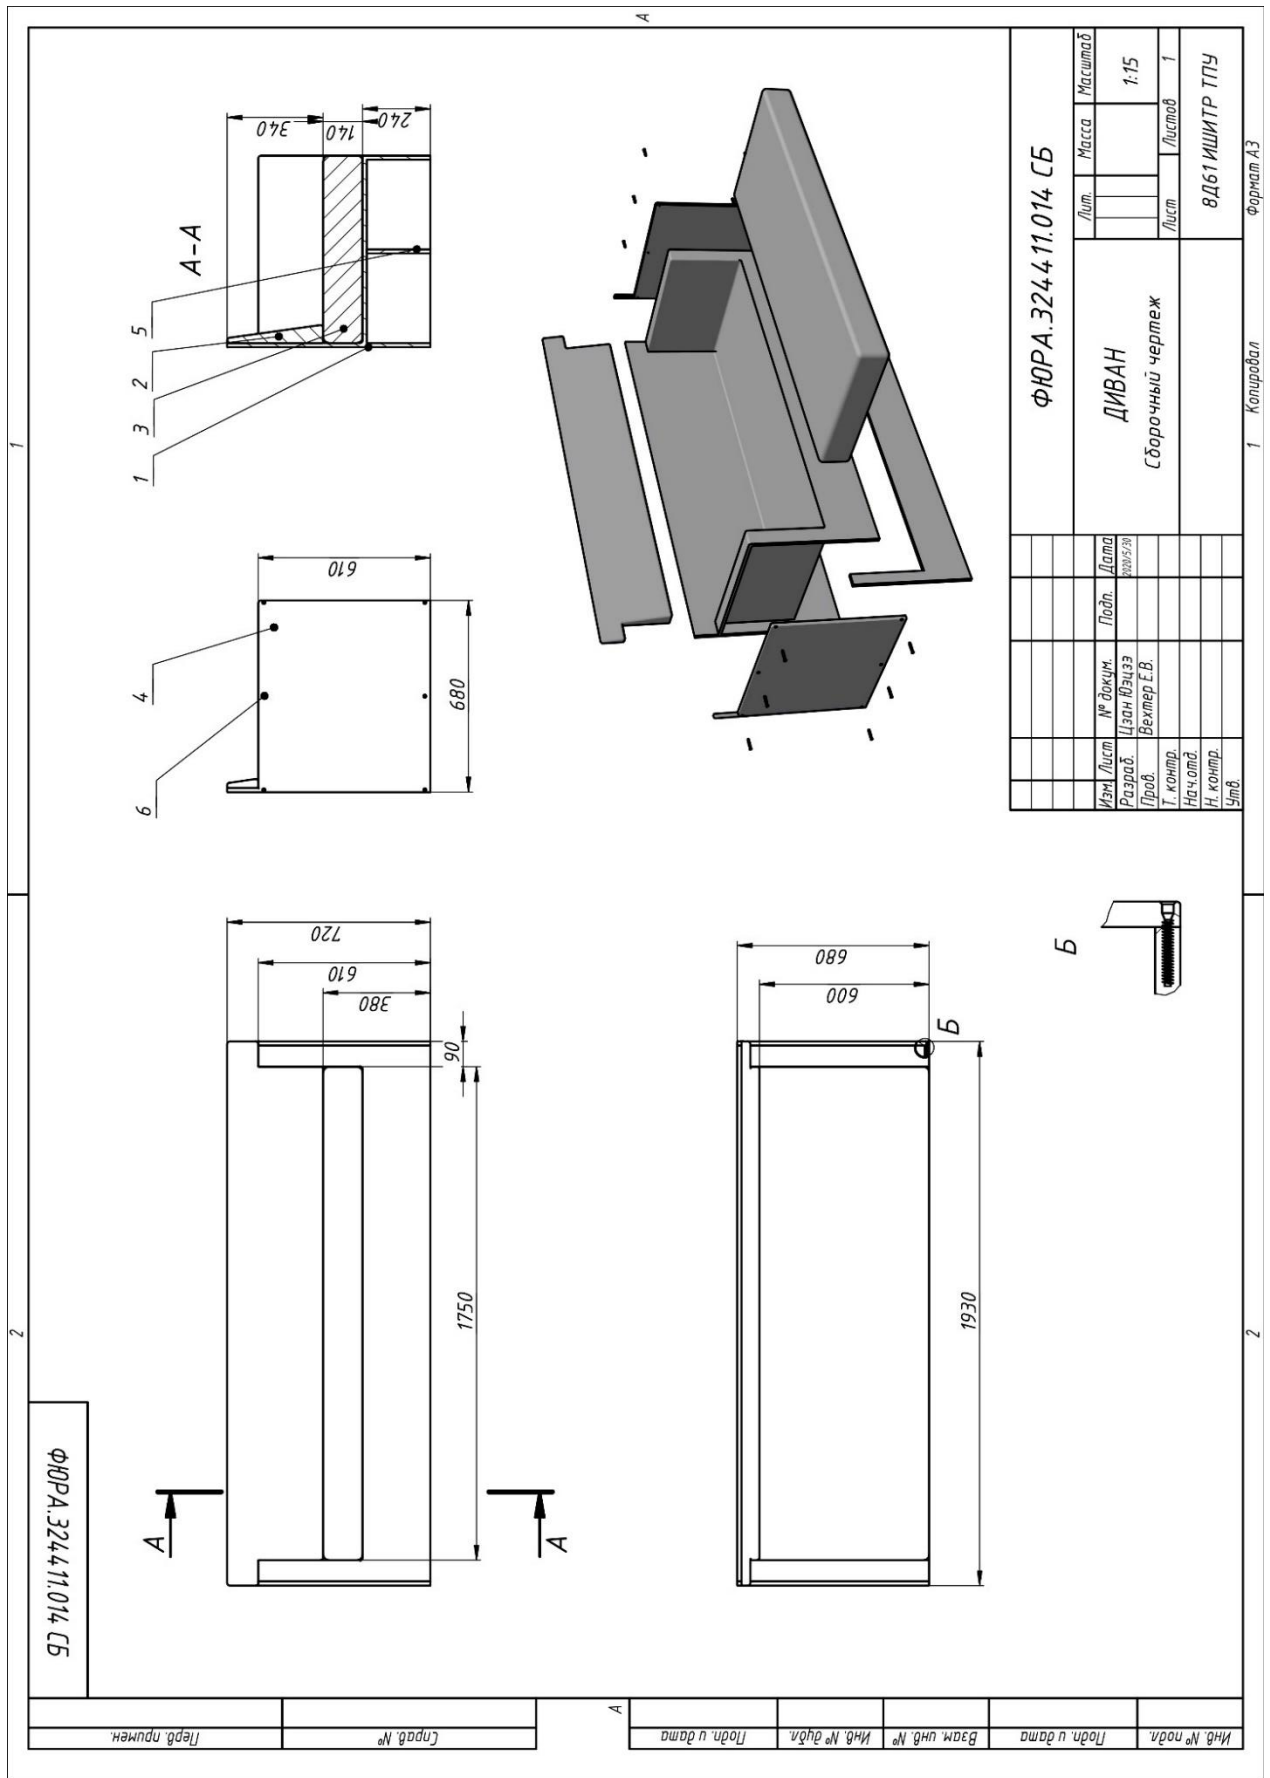 ФЮРА.324411.014 СБ
Перв. примен.
Справ. №
Подп. и дата
Инв. № дубл.
Взам. инв. №
Подп. и дата
Инв. № подл.
2
1
А
А
А
А
720
610
380
90
1750
6
4
610
680
А-А
1
3
2
5
340
140
240
680
600
1930
Б
Б
ФЮРА.324411.014 СБ
ДИВАН
Сборочный чертеж
Лит.
Масса
Масштаб
1:15
Лист
Листов
1
8Д61 ИШИТР ТПУ
Изм.
Лист
№ докум.
Подп.
Дата
Разраб.
Цзан Юэцзэ
2020/5/30
Пров.
Вехтер Е.В.
Т. контр.
Нач.отд.
Н. контр.
Утв.
2
1
Копировал
Формат А3